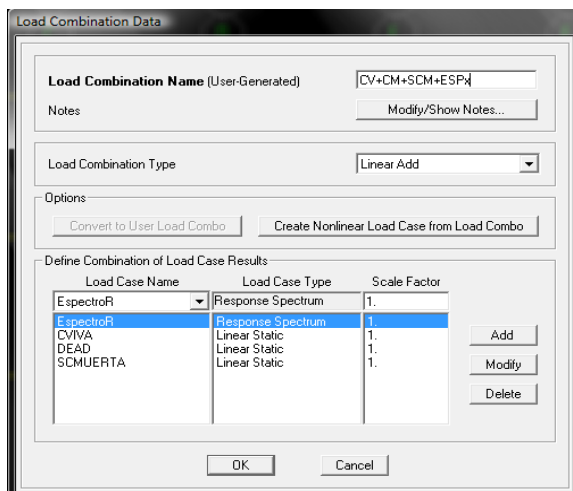 Load Combination Data
Load Combination Name (User-Generated) CV+CM+SCM+ESPx
Notes Modify/Show Notes...
Load Combination Type Linear Add
Options
Convert to User Load Combo Create Nonlinear Load Case from Load Combo
Define Combination of Load Case Results
Load Case Name Load Case Type Scale Factor
EspectroR Response Spectrum 1.
EspectroR Response Spectrum 1.
CVIVA Linear Static 1.
DEAD Linear Static 1.
SCMUERTA Linear Static 1.
Add
Modify
Delete
OK Cancel